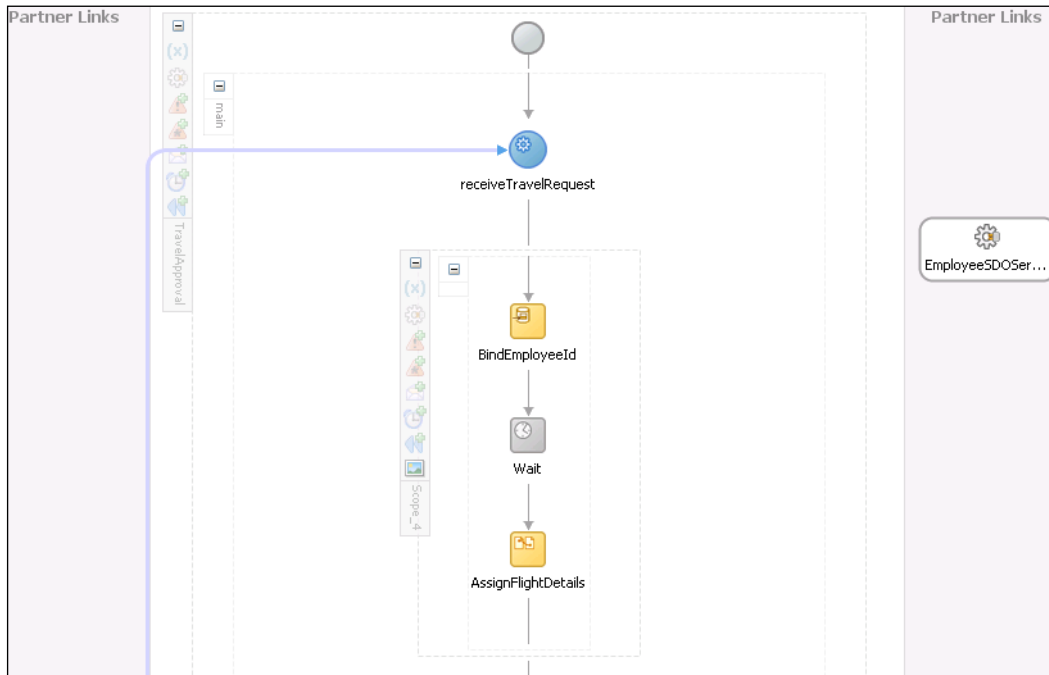 Partner Links
Partner Links
(x)
main
receiveTravelRequest
TravelApproval
EmployeeSDOSer...
(x)
BindEmployeeId
Wait
Scope_4
AssignFlightDetails